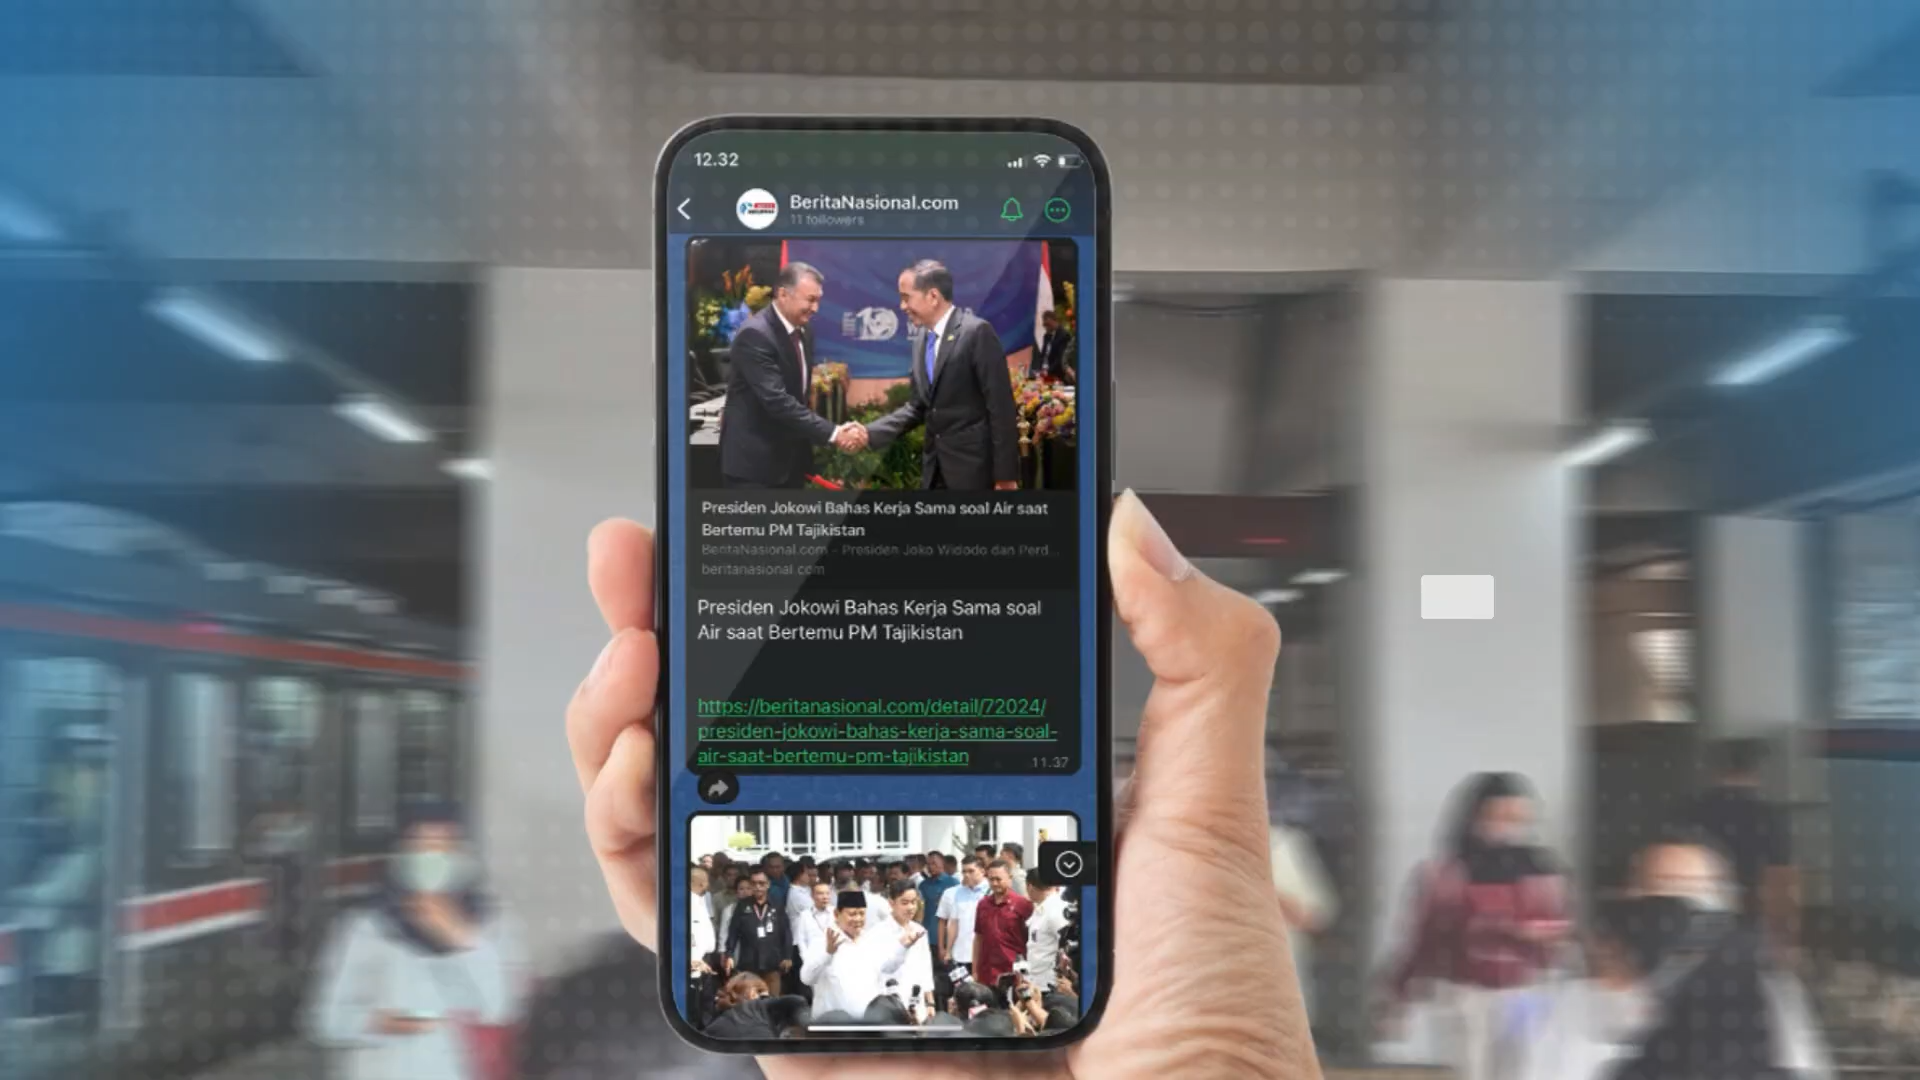 12.32
BeritaNasional.com
11 followers
10
Presiden Jokowi Bahas Kerja Sama soal Air saat
Bertemu PM Tajikistan
BeritaNasional.com - Presiden Joko Widodo dan Perd...
beritanasional.com
Presiden Jokowi Bahas Kerja Sama soal
Air saat Bertemu PM Tajikistan
https://beritanasional.com/detail/72024/
presiden-jokowi-bahas-kerja-sama-soal-
air-saat-bertemu-pm-tajikistan
11.37